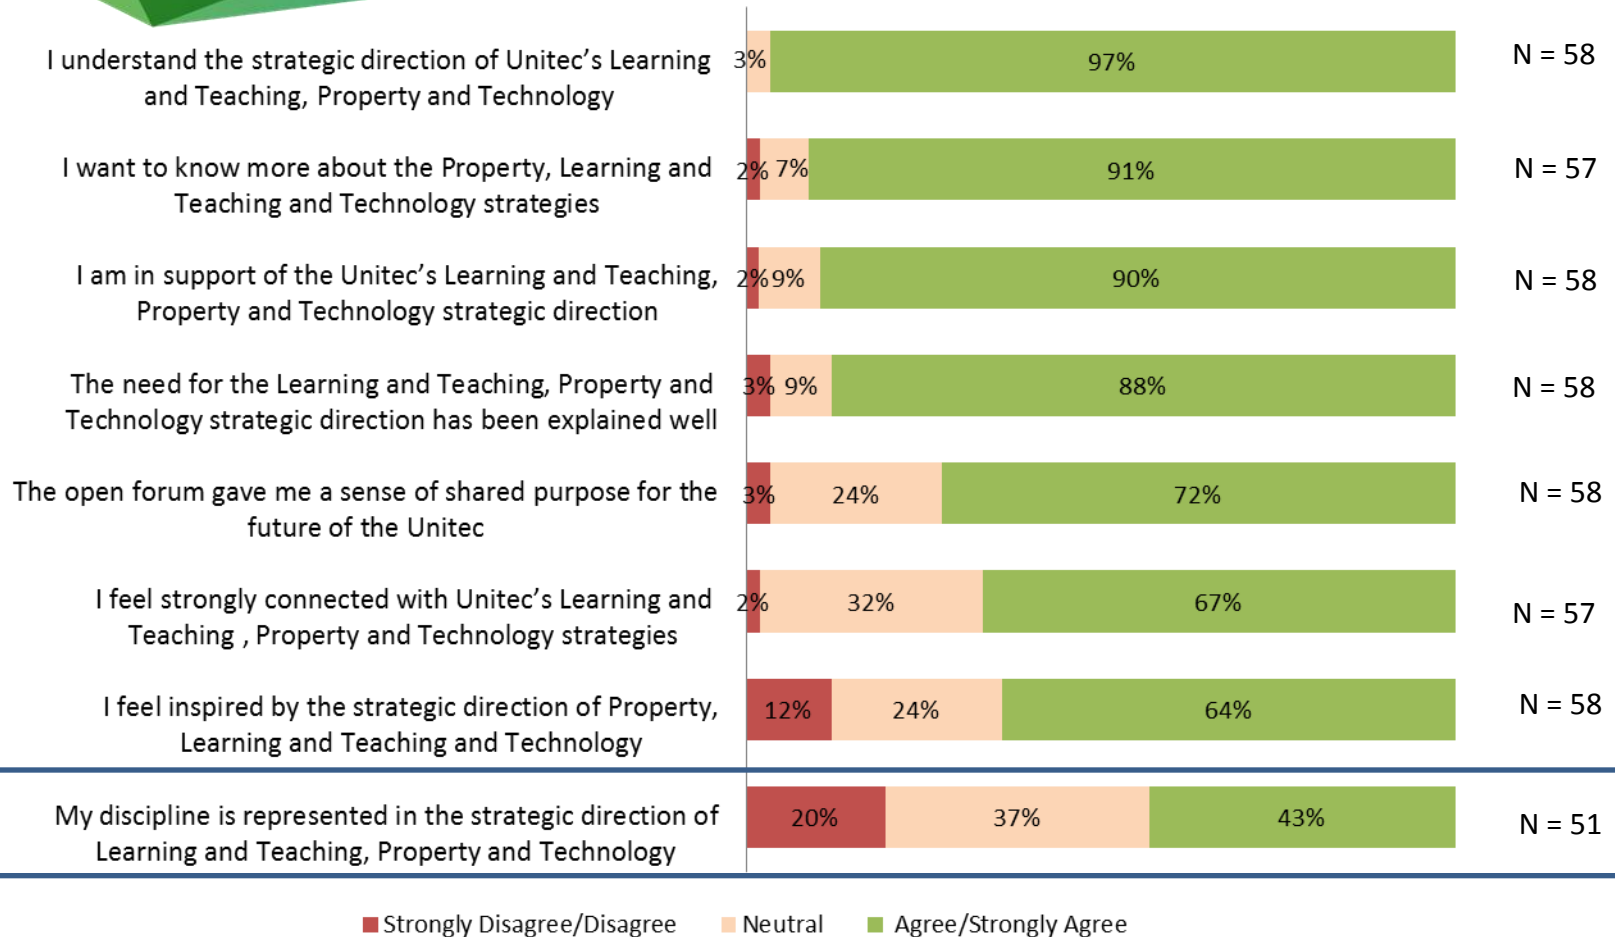 I understand the strategic direction of Unitec’s Learning
and Teaching, Property and Technology
3%
97%
N = 58
I want to know more about the Property, Learning and
Teaching and Technology strategies
2%
7%
91%
N = 57
I am in support of the Unitec’s Learning and Teaching,
Property and Technology strategic direction
2%
9%
90%
N = 58
The need for the Learning and Teaching, Property and
Technology strategic direction has been explained well
3%
9%
88%
N = 58
The open forum gave me a sense of shared purpose for the
future of the Unitec
3%
24%
72%
N = 58
I feel strongly connected with Unitec’s Learning and
Teaching , Property and Technology strategies
2%
32%
67%
N = 57
I feel inspired by the strategic direction of Property,
Learning and Teaching and Technology
12%
24%
64%
N = 58
My discipline is represented in the strategic direction of
Learning and Teaching, Property and Technology
20%
37%
43%
N = 51
Strongly Disagree/Disagree
Neutral
Agree/Strongly Agree